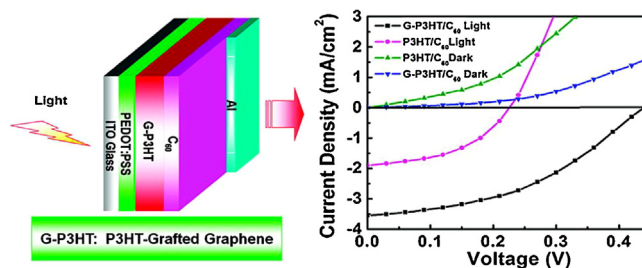 Light
ITO Glass
PEDOT:PSS
G-P3HT
C60
Al
G-P3HT: P3HT-Grafted Graphene
Current Density (mA/cm²)
3
2
1
0
-1
-2
-3
-4
G-P3HT/C60 Light
P3HT/C60Light
P3HT/C60Dark
G-P3HT/C60 Dark
0.0 0.1 0.2 0.3 0.4
Voltage (V)